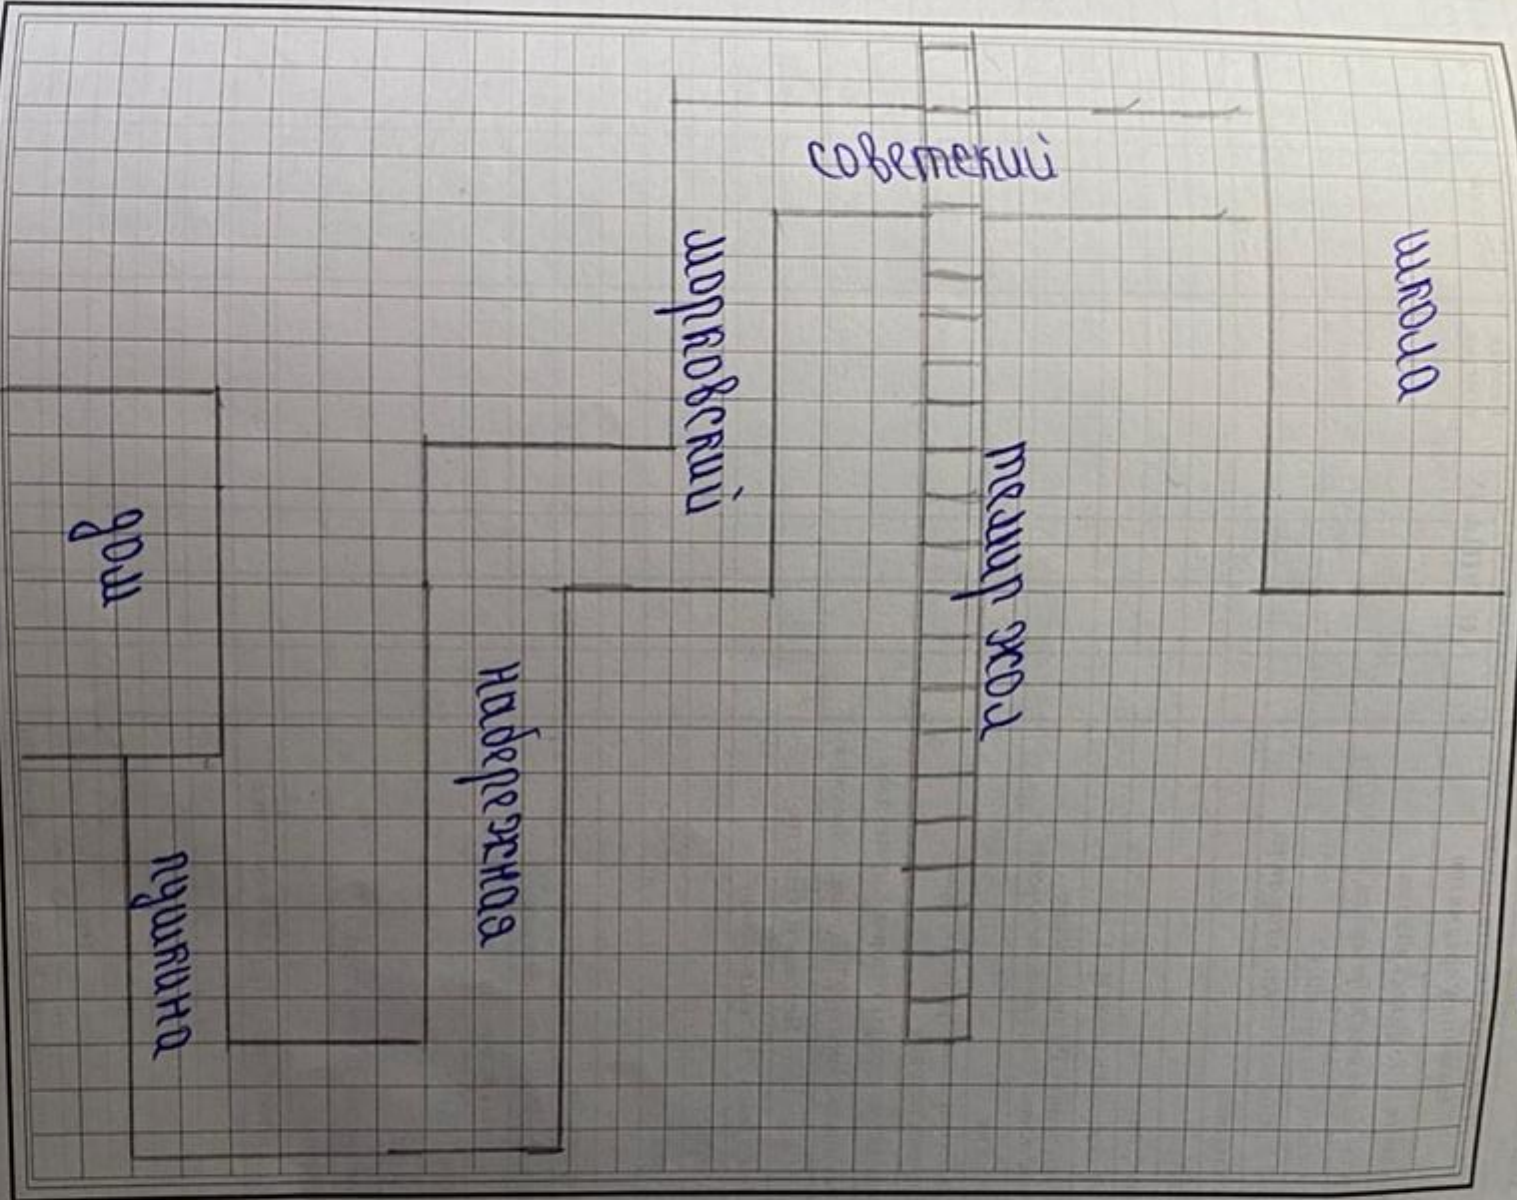 советский
школа
морковский
темир жол
дом
набережная
пушкина